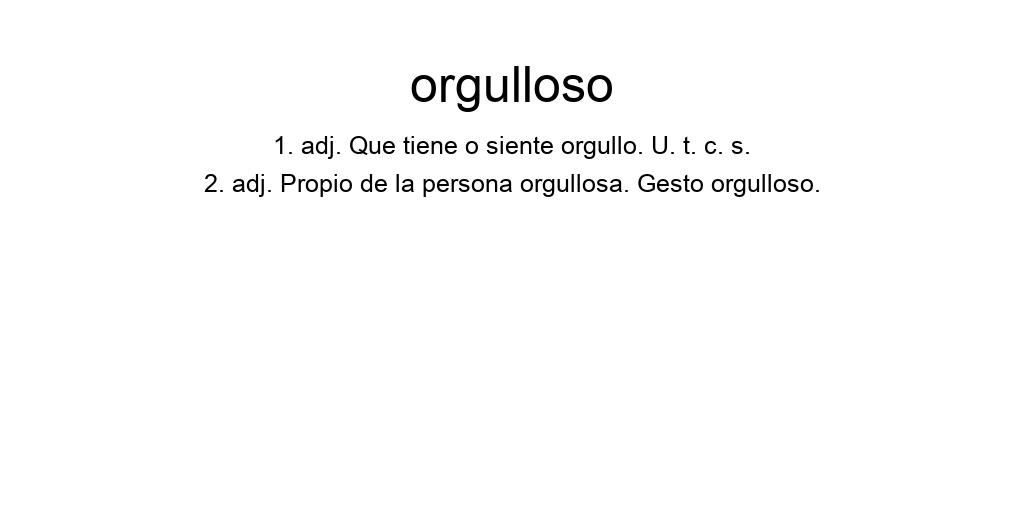 orgulloso
1. adj. Que tiene o siente orgullo. U. t. c. s.
2. adj. Propio de la persona orgullosa. Gesto orgulloso.